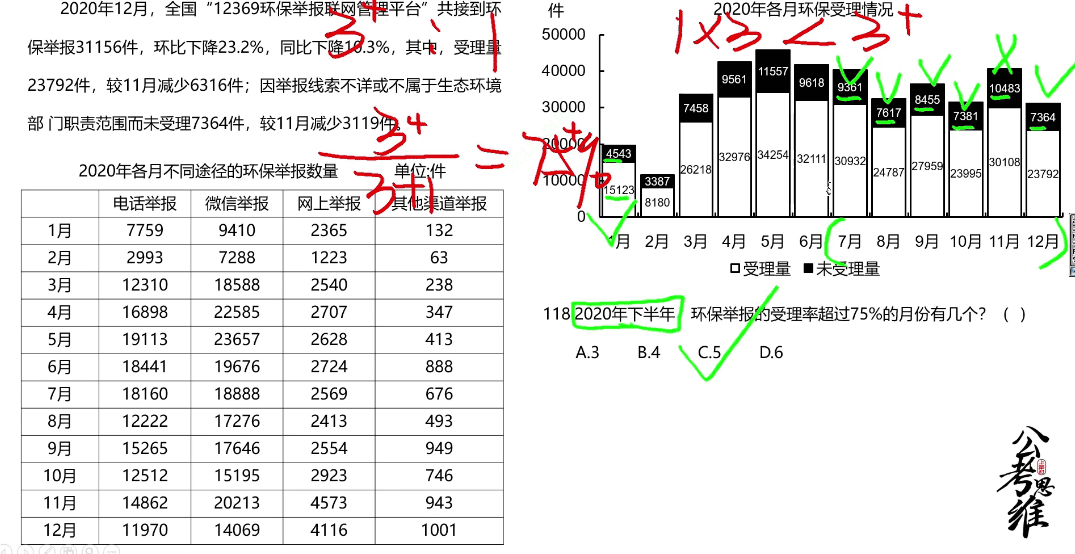 2020年12月，全国“12369环保举报联网管理平台”共接到环
保举报31156件，环比下降23.2%，同比下降10.3%，其中，受理量
23792件，较11月减少6316件；因举报线索不详或不属于生态环境
部 门职责范围而未受理7364件，较11月减少3119件。
3⁺ : 1
3⁺
3+1
= 75⁺%
2020年各月不同途径的环保举报数量 单位:件
电话举报 微信举报 网上举报 其他渠道举报
1月 7759 9410 2365 132
2月 2993 7288 1223 63
3月 12310 18588 2540 238
4月 16898 22585 2707 347
5月 19113 23657 2628 413
6月 18441 19676 2724 888
7月 18160 18888 2569 676
8月 12222 17276 2413 493
9月 15265 17646 2554 949
10月 12512 15195 2923 746
11月 14862 20213 4573 943
12月 11970 14069 4116 1001
件 2020年各月环保受理情况
1×3<3⁺
50000
40000
30000
20000
10000
0
4543 3387 7458 9561 11557 9618 9361 7617 8455 7381 10483 7364
15123 8180 26218 32976 34254 32111 30932 24787 27959 23995 30108 23792
1月 2月 3月 4月 5月 6月 7月 8月 9月 10月 11月 12月
受理量 未受理量
118 2020年下半年 环保举报的受理率超过75%的月份有几个？（ ）
A.3 B.4 C.5 D.6
公考思维